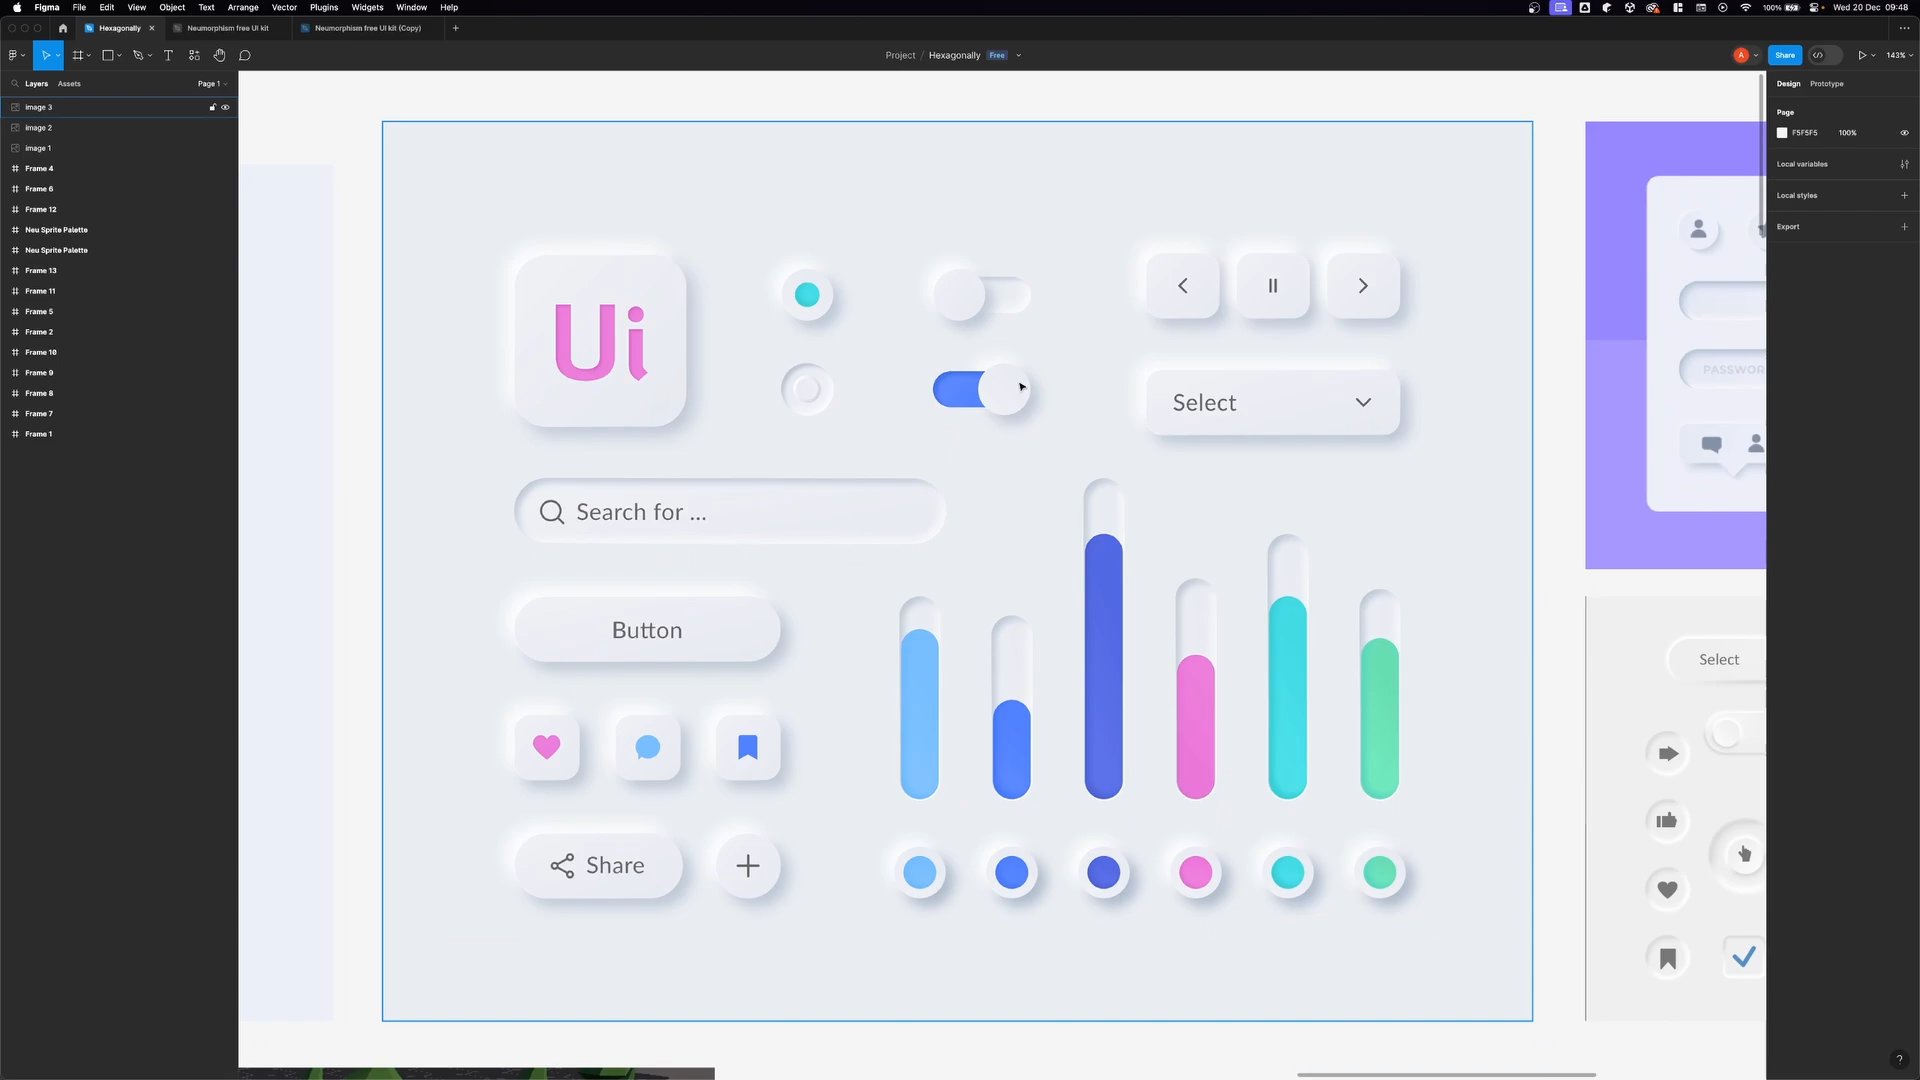 Figma File Edit View Object Text Arrange Vector Plugins Widgets Window Help
100% Wed 20 Dec 09:48
Hexagonally
Neumorphism free UI kit
Neumorphism free UI kit (Copy)
Project / Hexagonally Free
A
Share
143%
Layers Assets Page 1
image 3
image 2
image 1
Frame 4
Frame 6
Frame 12
Neu Sprite Palette
Neu Sprite Palette
Frame 13
Frame 11
Frame 5
Frame 2
Frame 10
Frame 9
Frame 8
Frame 7
Frame 1
Ui
Select
Search for ...
Button
Share
PASSWOR
Select
Design Prototype
Page
F5F5F5 100%
Local variables
Local styles
Export
?